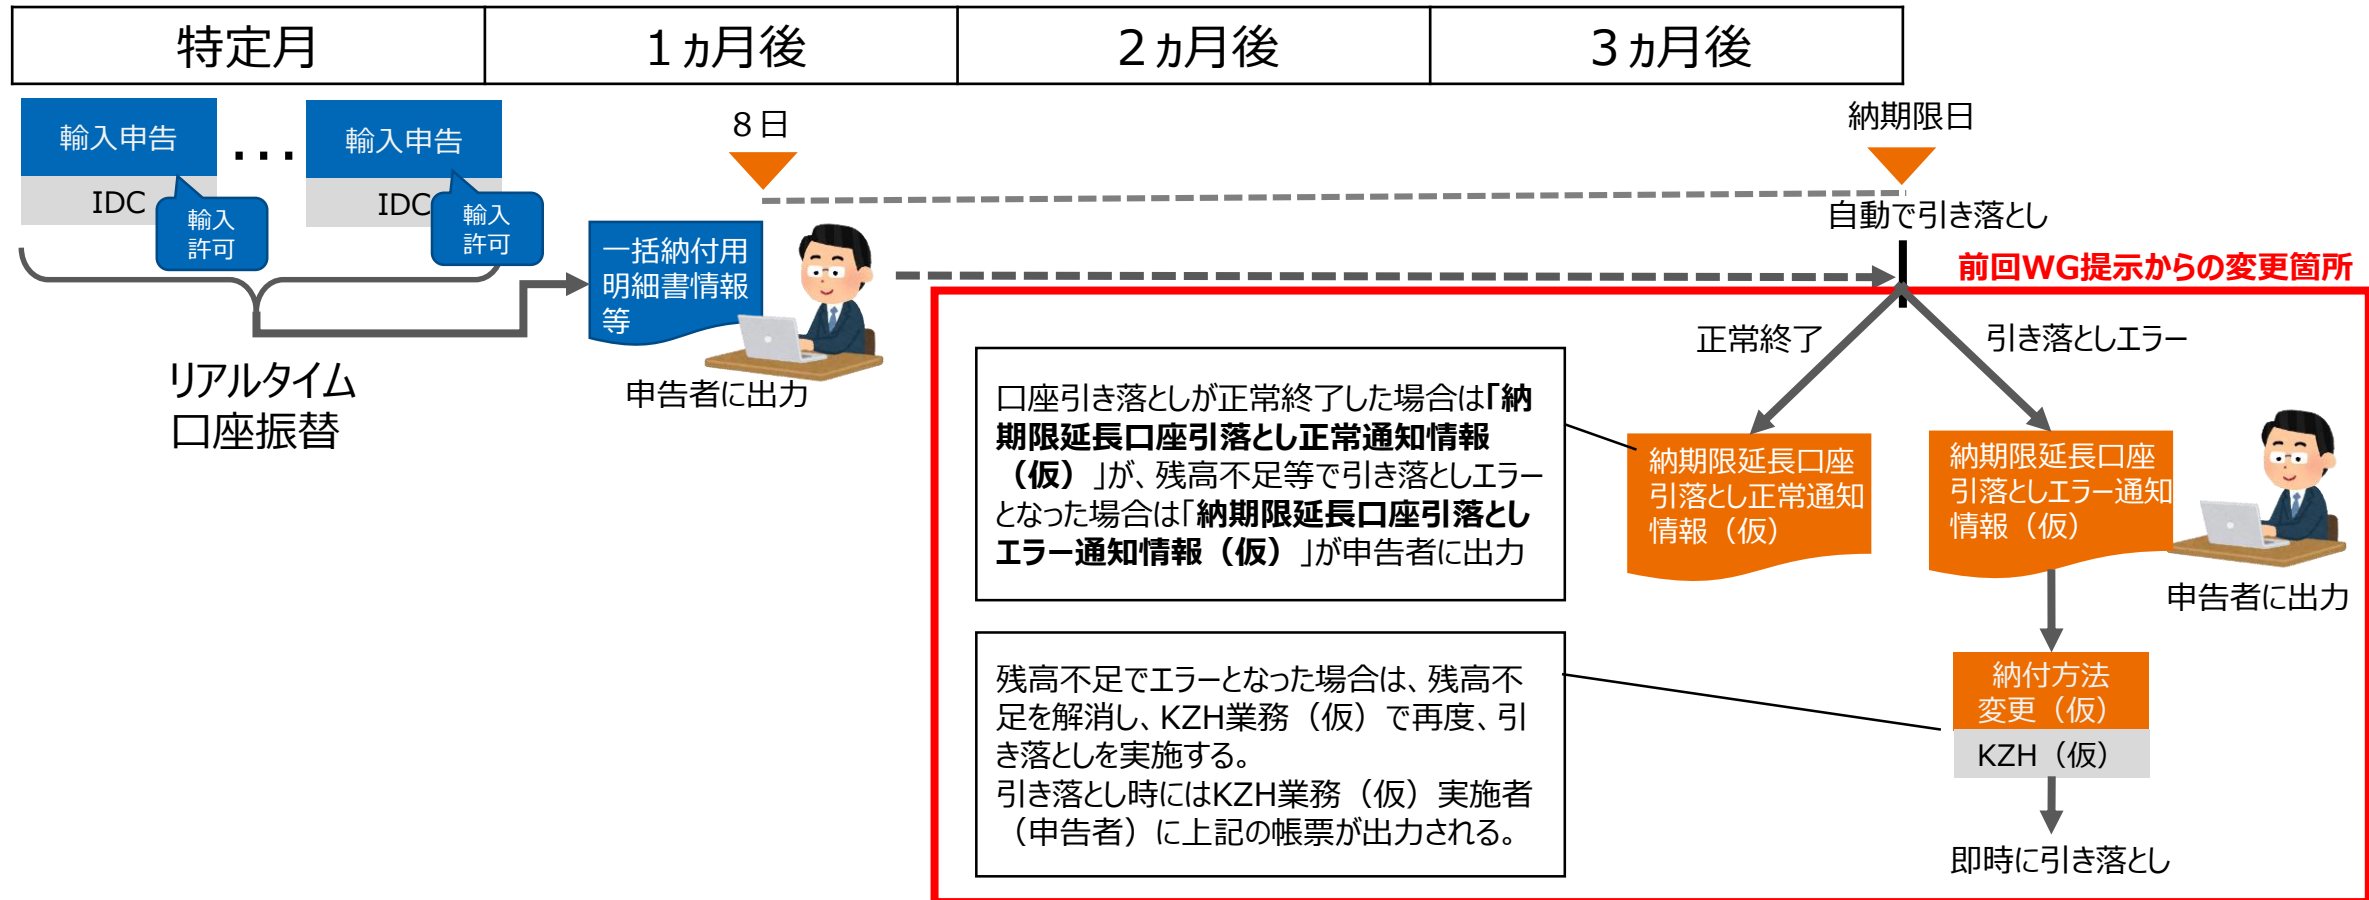 特定月
1ヵ月後
2ヵ月後
3ヵ月後
輸入申告
IDC
輸入
許可
・・・
輸入申告
IDC
輸入
許可
リアルタイム
口座振替
8日
一括納付用
明細書情報
等
申告者に出力
納期限日
自動で引き落とし
前回WG提示からの変更箇所
正常終了
引き落としエラー
口座引き落としが正常終了した場合は「納
期限延長口座引落とし正常通知情報
（仮）」が、残高不足等で引き落としエラー
となった場合は「納期限延長口座引落とし
エラー通知情報（仮）」が申告者に出力
納期限延長口座
引落とし正常通知
情報（仮）
納期限延長口座
引落としエラー通知
情報（仮）
申告者に出力
残高不足でエラーとなった場合は、残高不
足を解消し、KZH業務（仮）で再度、引
き落としを実施する。
引き落とし時にはKZH業務（仮）実施者
（申告者）に上記の帳票が出力される。
納付方法
変更（仮）
KZH（仮）
即時に引き落とし